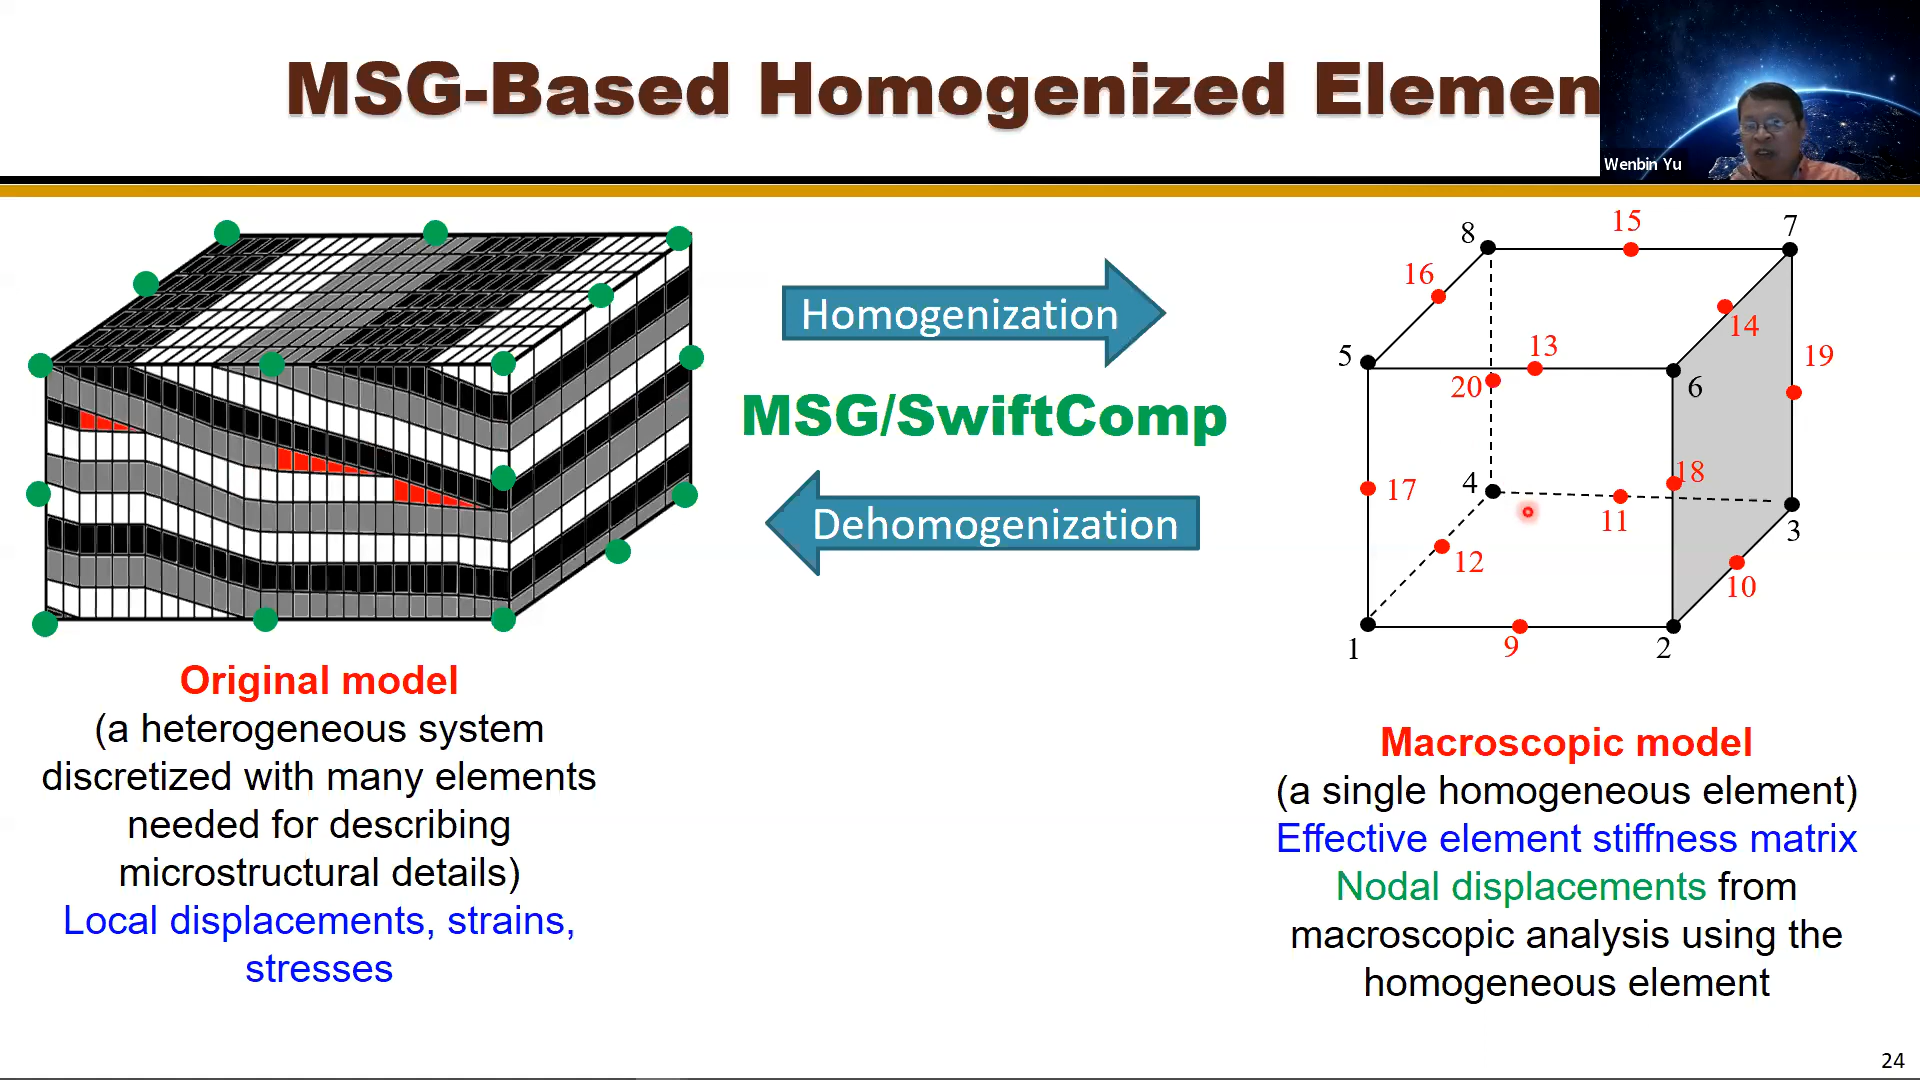 MSG-Based Homogenized Elemen
Wenbin Yu
Homogenization
MSG/SwiftComp
Dehomogenization
Original model
(a heterogeneous system
discretized with many elements
needed for describing
microstructural details)
Local displacements, strains,
stresses
8
15
7
16
14
5
13
19
20
6
4
18
17
11
3
12
10
1
9
2
Macroscopic model
(a single homogeneous element)
Effective element stiffness matrix
Nodal displacements from
macroscopic analysis using the
homogeneous element
24